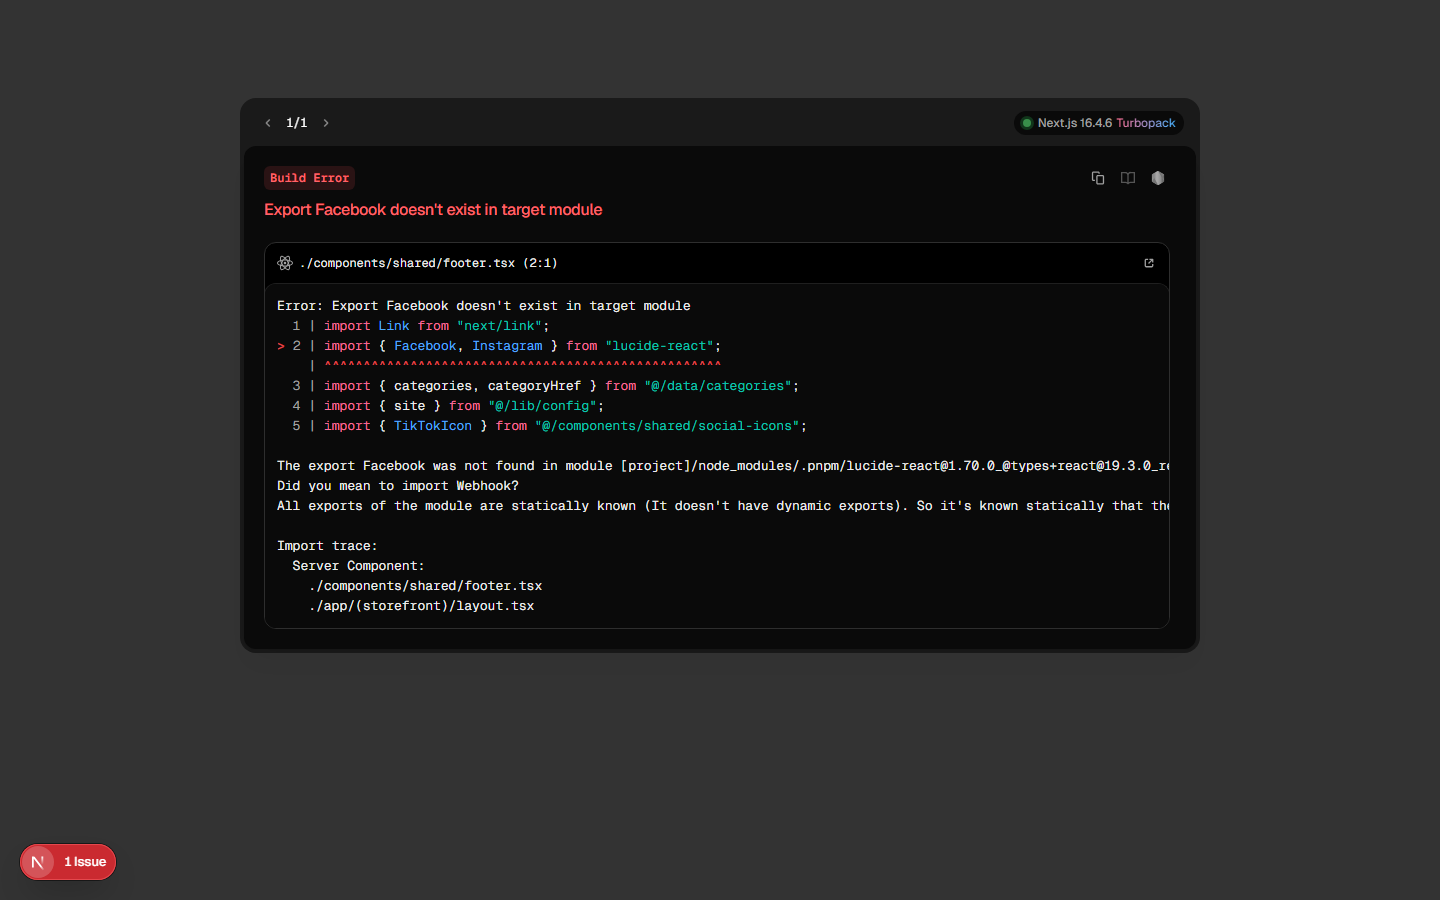 1/1
Next.js 16.4.6 Turbopack
Build Error
Export Facebook doesn't exist in target module
./components/shared/footer.tsx (2:1)
Error: Export Facebook doesn't exist in target module
1 | import Link from "next/link";
> 2 | import { Facebook, Instagram } from "lucide-react";
| ^^^^^^^^^^^^^^^^^^^^^^^^^^^^^^^^^^^^^^^^^^^^^^^^^^^
3 | import { categories, categoryHref } from "@/data/categories";
4 | import { site } from "@/lib/config";
5 | import { TikTokIcon } from "@/components/shared/social-icons";
The export Facebook was not found in module [project]/node_modules/.pnpm/lucide-react@1.70.0_@types+react@19.3.0_re
Did you mean to import Webhook?
All exports of the module are statically known (It doesn't have dynamic exports). So it's known statically that the
Import trace:
Server Component:
./components/shared/footer.tsx
./app/(storefront)/layout.tsx
N 1 Issue